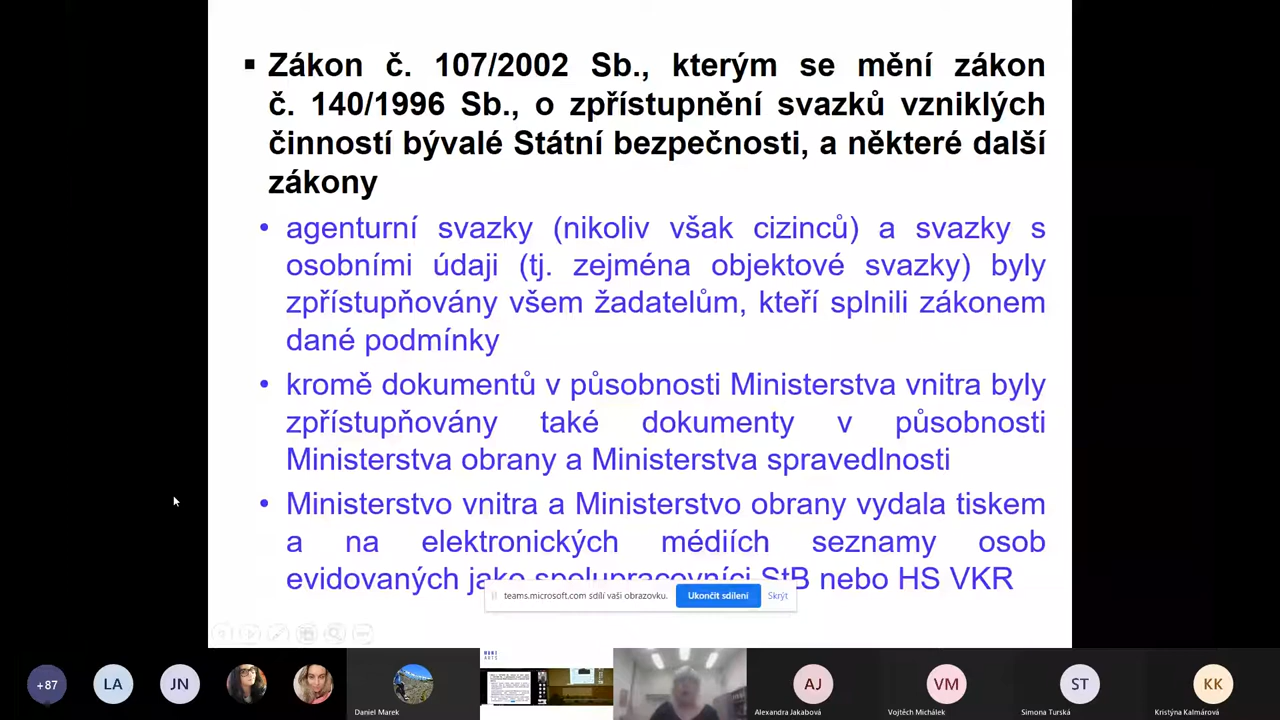 Zákon č. 107/2002 Sb., kterým se mění zákon
č. 140/1996 Sb., o zpřístupnění svazků vzniklých
činností bývalé Státní bezpečnosti, a některé další
zákony
agenturní svazky (nikoliv však cizinců) a svazky s
osobními údaji (tj. zejména objektové svazky) byly
zpřístupňovány všem žadatelům, kteří splnili zákonem
dané podmínky
kromě dokumentů v působnosti Ministerstva vnitra byly
zpřístupňovány také dokumenty v působnosti
Ministerstva obrany a Ministerstva spravedlnosti
Ministerstvo vnitra a Ministerstvo obrany vydala tiskem
a na elektronických médiích seznamy osob
evidovaných jako spolupracovníci StB nebo HS VKR
teams.microsoft.com sdílí vaši obrazovku.
Ukončit sdílení
Skrýt
MUNI
ARTS
+87
LA
JN
Daniel Marek
AJ
Alexandra Jakabová
VM
Vojtěch Michálek
ST
Simona Turská
KK
Kristýna Kalmárová